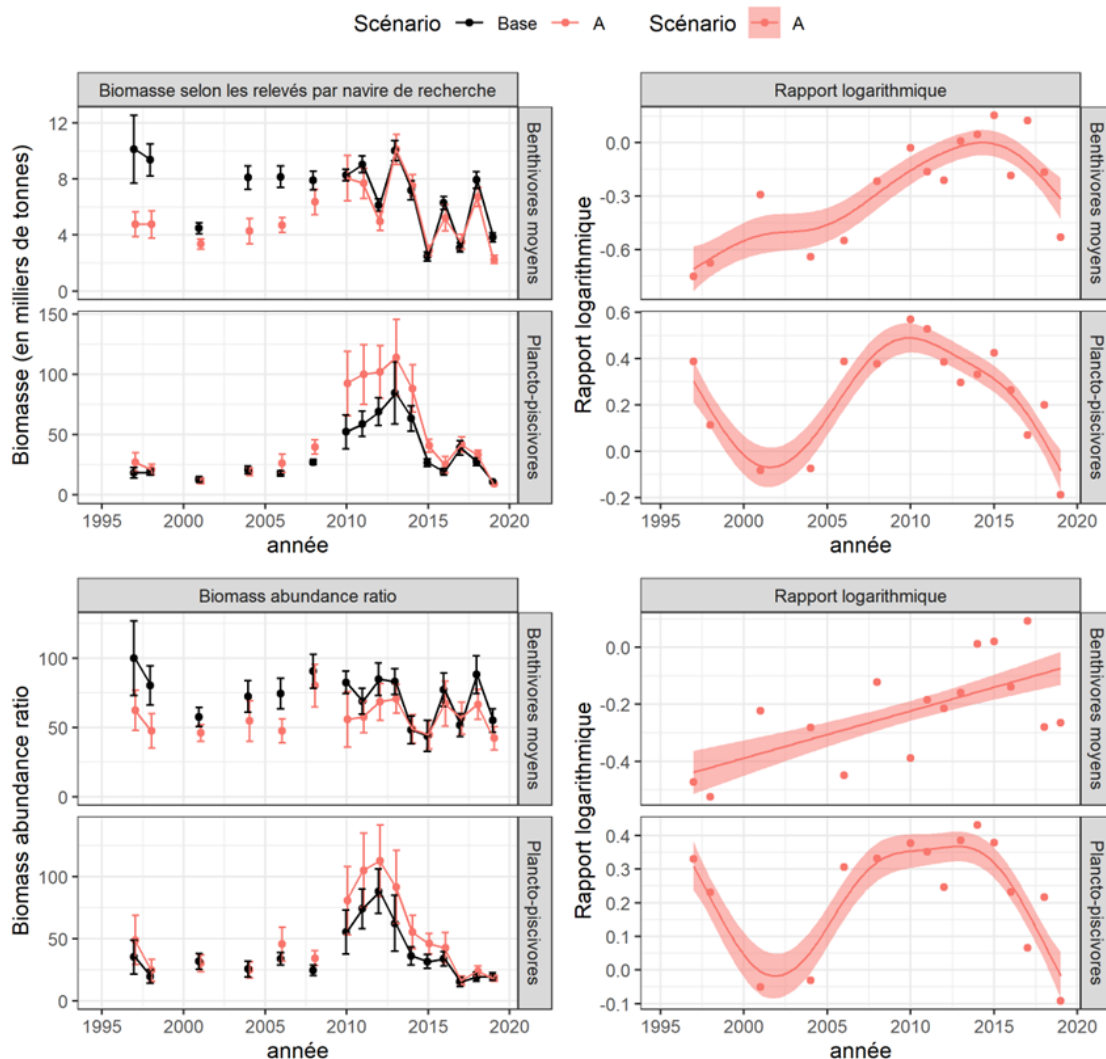 Scénario Base A Scénario A
Biomasse selon les relevés par navire de recherche
Rapport logarithmique
Biomasse (en milliers de tonnes)
12
8
4
0
Benthivores moyens
150
100
50
0
Plancto-piscivores
1995 2000 2005 2010 2015 2020
année
Rapport logarithmique
0.0
-0.3
-0.6
Benthivores moyens
0.6
0.4
0.2
0.0
-0.2
Plancto-piscivores
1995 2000 2005 2010 2015 2020
année
Biomass abundance ratio
Rapport logarithmique
Biomass abundance ratio
100
50
0
Benthivores moyens
100
50
0
Plancto-piscivores
1995 2000 2005 2010 2015 2020
année
Rapport logarithmique
0.0
-0.2
-0.4
Benthivores moyens
0.4
0.3
0.2
0.1
0.0
-0.1
Plancto-piscivores
1995 2000 2005 2010 2015 2020
année